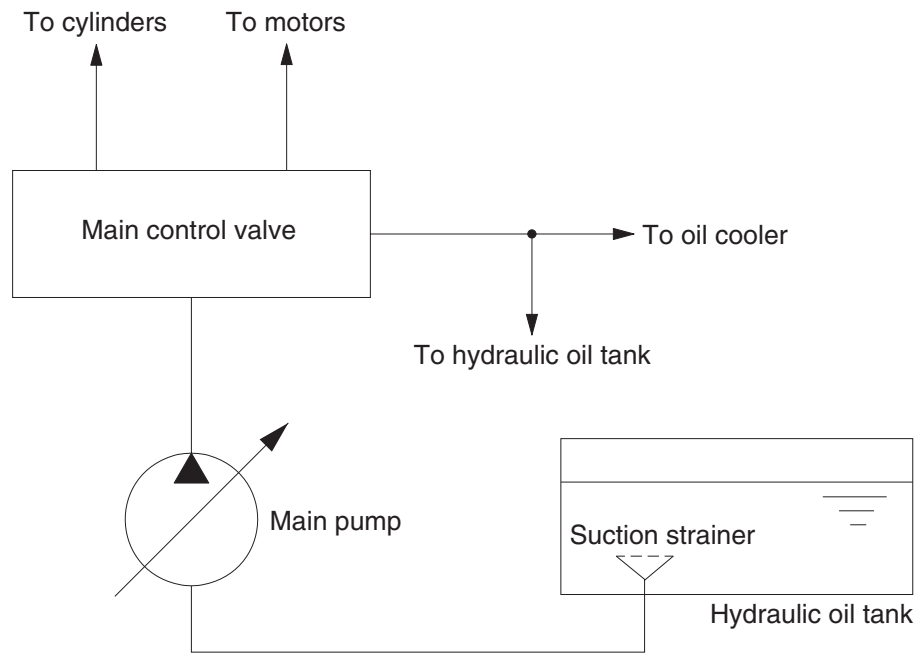 To cylinders
To motors
Main control valve
To oil cooler
To hydraulic oil tank
Main pump
Suction strainer
Hydraulic oil tank